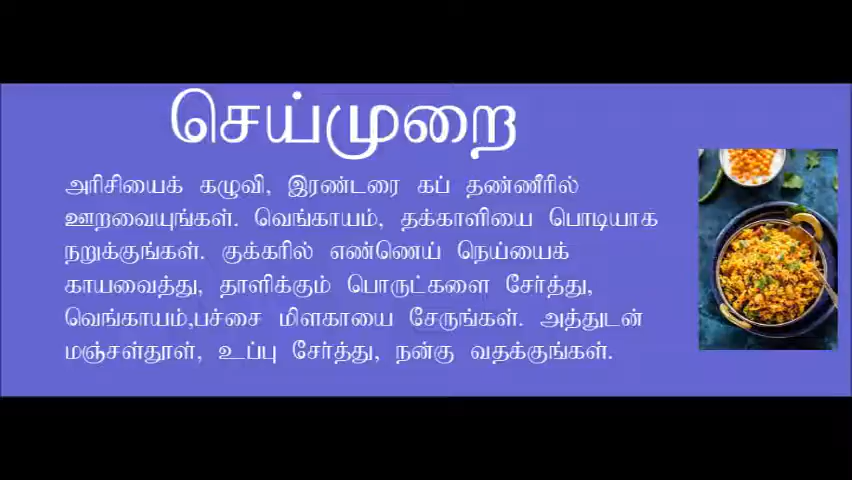 செய்முறை
அரிசியைக் கழுவி, இரண்டரை கப் தண்ணீரில்
ஊறவையுங்கள். வெங்காயம், தக்காளியை பொடியாக
நறுக்குங்கள். குக்கரில் எண்ணெய் நெய்யைக்
காயவைத்து, தாளிக்கும் பொருட்களை சேர்த்து,
வெங்காயம்,பச்சை மிளகாயை சேருங்கள். அத்துடன்
மஞ்சள்தூள், உப்பு சேர்த்து, நன்கு வதக்குங்கள்.